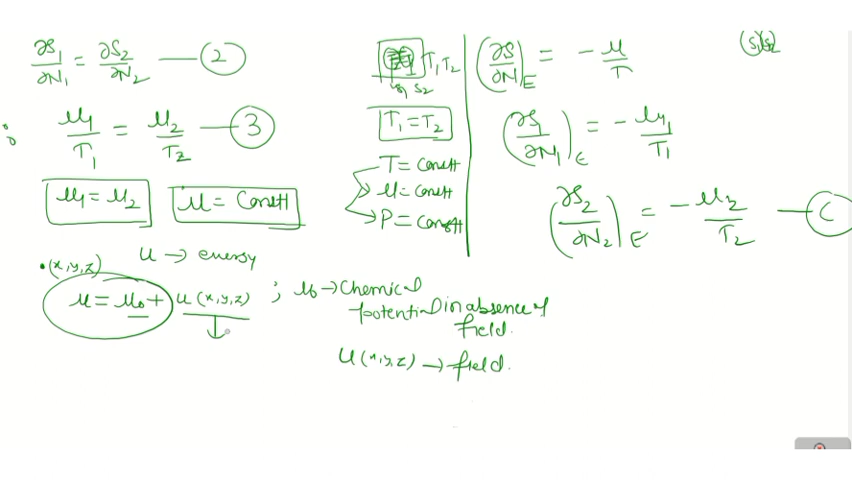 ∂S₁/∂N₁ = ∂S₂/∂N₂ — (2)
∴ μ₁/T₁ = μ₂/T₂ — (3)
μ₁ = μ₂ μ = Constt
u → energy
•(x,y,z)
μ = μ₀ + u(x,y,z) ; μ₀ → Chemical
potential in absence of
field.
u(x,y,z) → field.
T₁ T₂
S₂
T₁ = T₂
T = Constt
μ = Constt
P = Constt
(∂S/∂N)E = -μ/T
(∂S₁/∂N₁)E = -μ₁/T₁
(∂S₂/∂N₂)E = -μ₂/T₂ — C